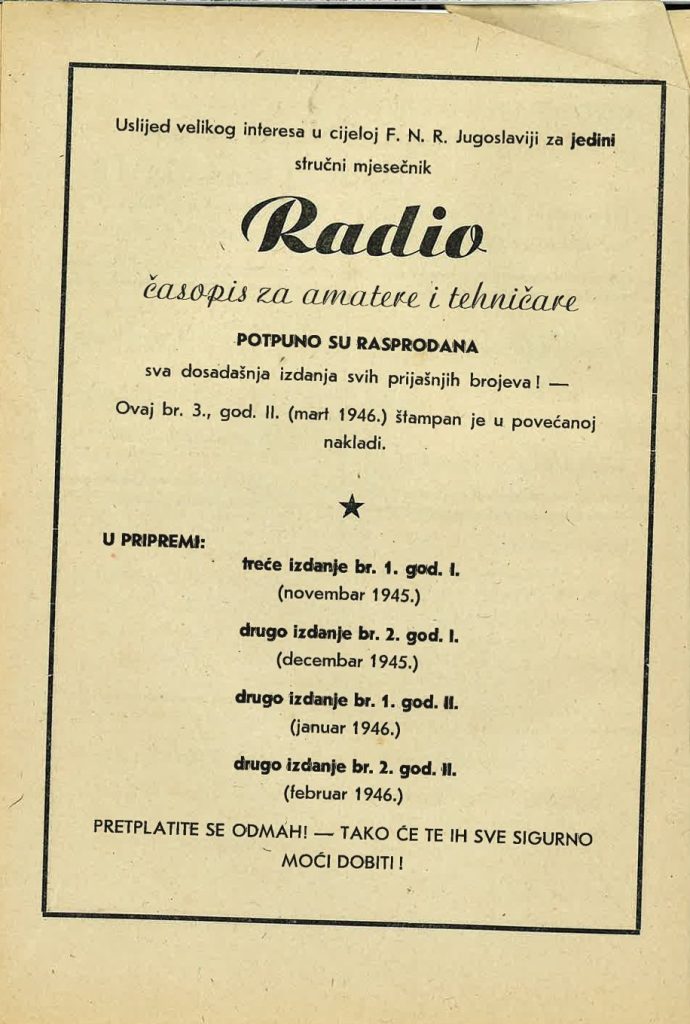 Uslijed velikog interesa u cijeloj F. N. R. Jugoslaviji za jedini
stručni mjesečnik
Radio
časopis za amatere i tehničare
POTPUNO SU RASPRODANA
sva dosadašnja izdanja svih prijašnjih brojeva! —
Ovaj br. 3., god. II. (mart 1946.) štampan je u povećanoj
nakladi.
★
U PRIPREMI:
treće izdanje br. 1. god. I.
(novembar 1945.)
drugo izdanje br. 2. god. I.
(decembar 1945.)
drugo izdanje br. 1. god. II.
(januar 1946.)
drugo izdanje br. 2. god. II.
(februar 1946.)
PRETPLATITE SE ODMAH! — TAKO ĆE TE IH SVE SIGURNO
MOĆI DOBITI!